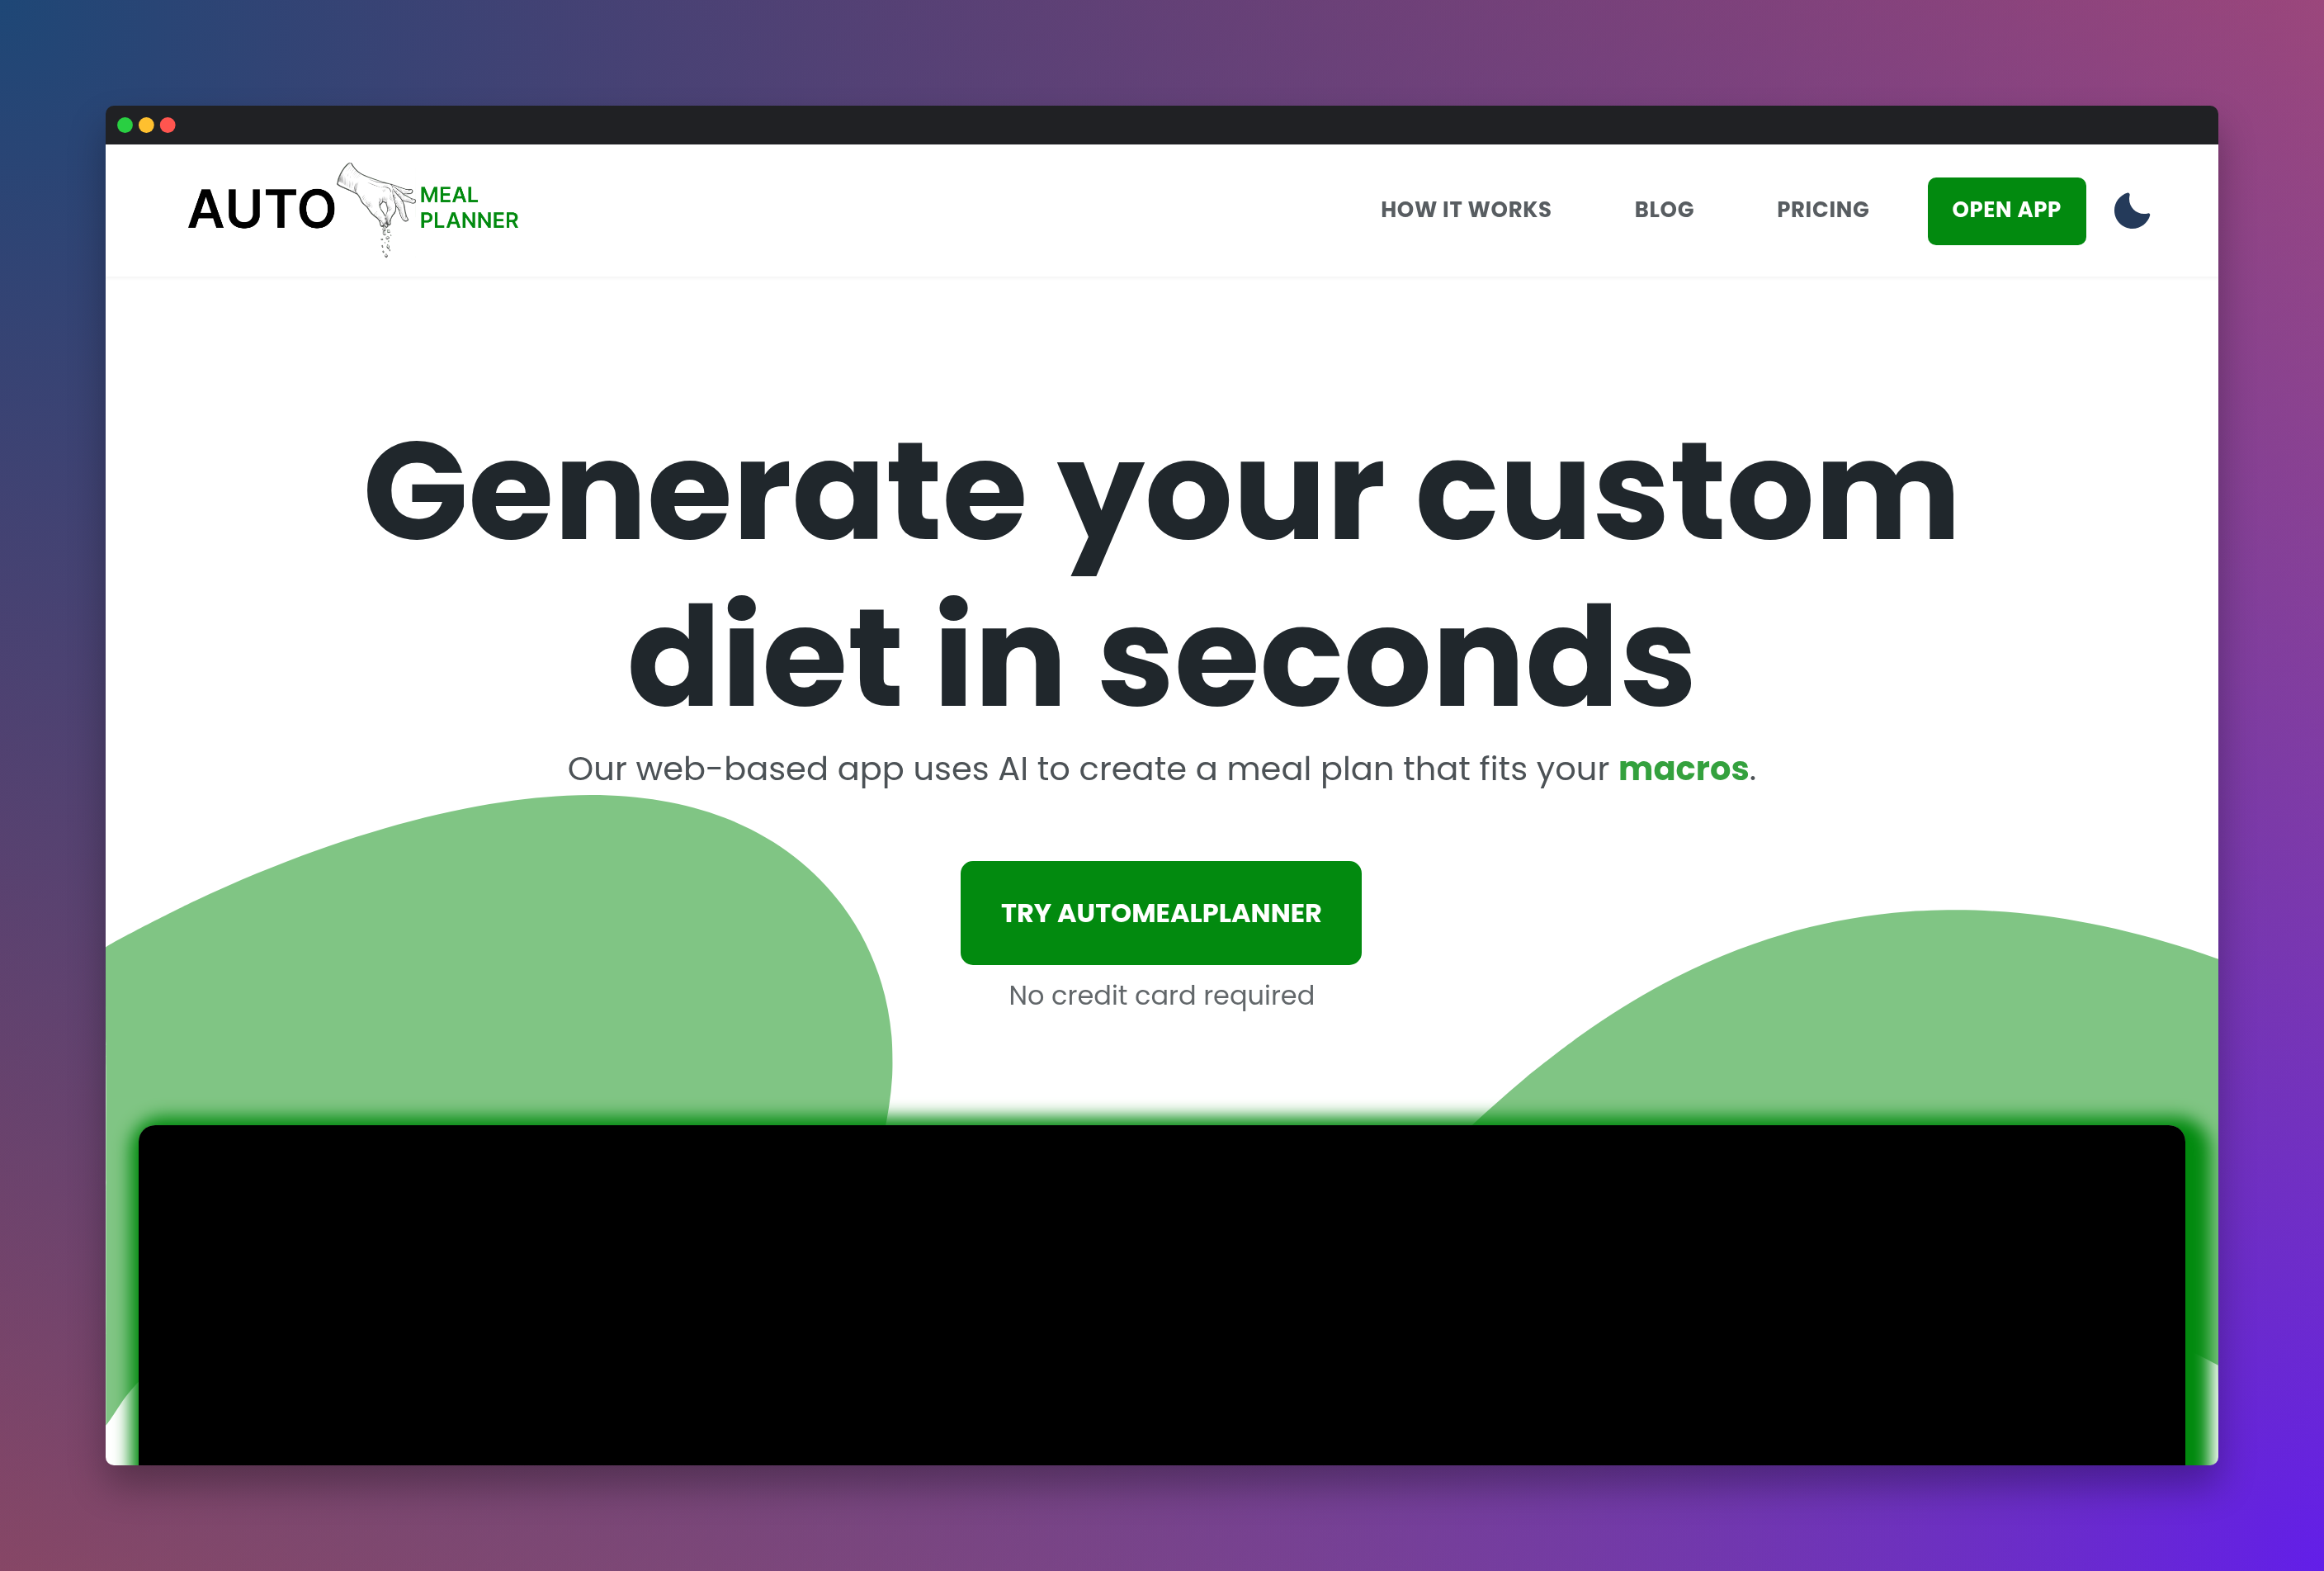 AUTO
MEAL
PLANNER
HOW IT WORKS
BLOG
PRICING
OPEN APP
Generate your custom
diet in seconds
Our web-based app uses AI to create a meal plan that fits your macros.
TRY AUTOMEALPLANNER
No credit card required